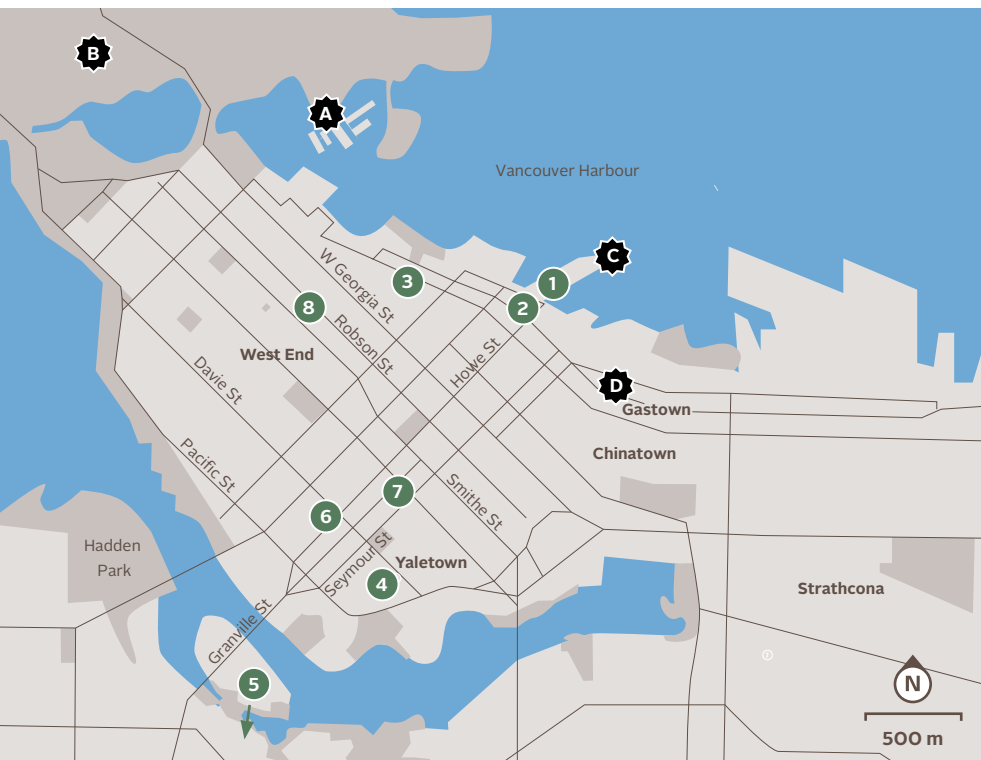 B
A
Vancouver Harbour
C
1
3
2
W Georgia St
8
Robson St
West End
Howe St
Davie St
D
Gastown
Chinatown
Pacific St
Smithe St
7
6
Hadden
Park
Seymour St
Yaletown
4
Strathcona
Granville St
5
N
500 m